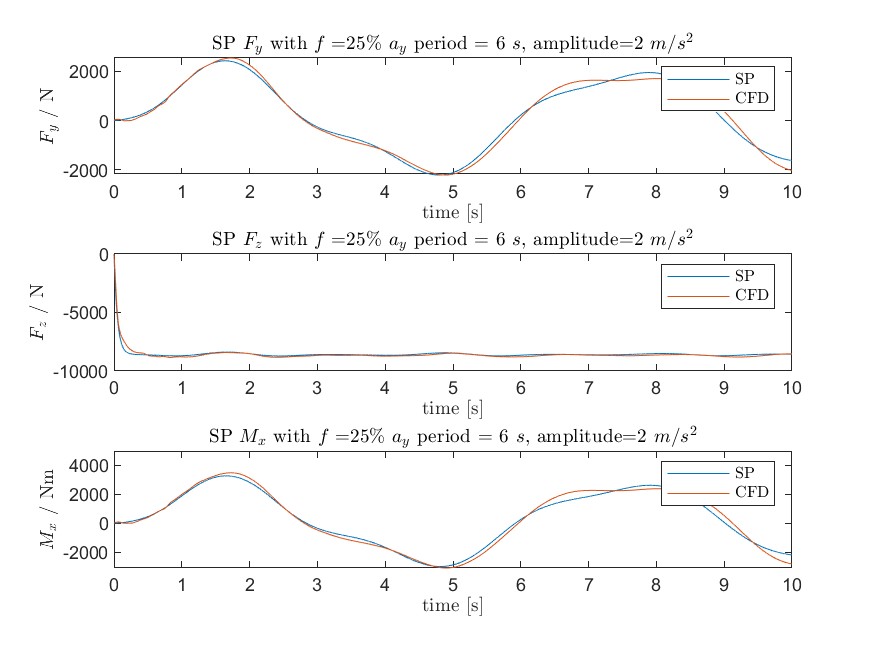 SP F_y with f =25% a_y period = 6 s, amplitude=2 m/s^2
2000
0
-2000
F_y / N
SP
CFD
0 1 2 3 4 5 6 7 8 9 10
time [s]
SP F_z with f =25% a_y period = 6 s, amplitude=2 m/s^2
0
-5000
-10000
F_z / N
SP
CFD
0 1 2 3 4 5 6 7 8 9 10
time [s]
SP M_x with f =25% a_y period = 6 s, amplitude=2 m/s^2
4000
2000
0
-2000
M_x / Nm
SP
CFD
0 1 2 3 4 5 6 7 8 9 10
time [s]